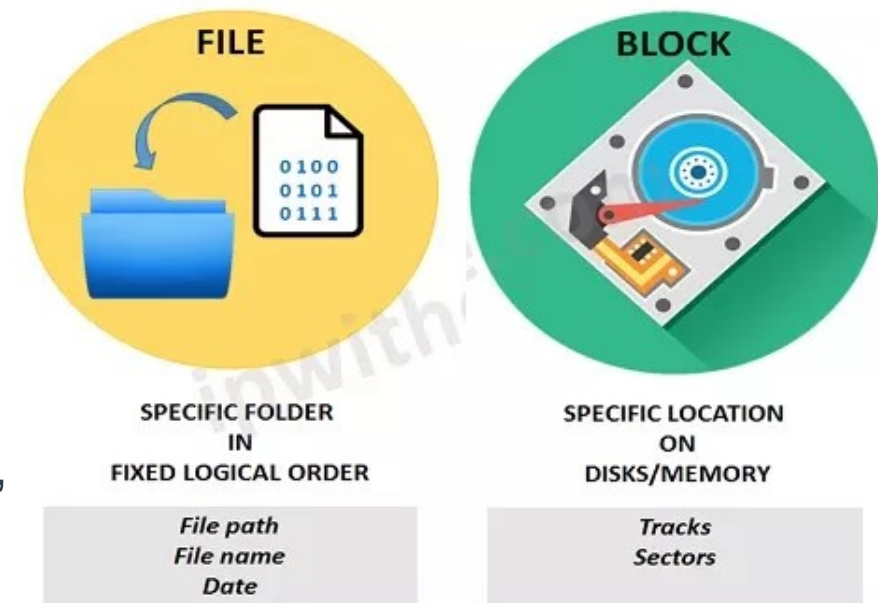 FILE
0100
0101
0111
SPECIFIC FOLDER
IN
FIXED LOGICAL ORDER
,
File path
File name
Date
BLOCK
SPECIFIC LOCATION
ON
DISKS/MEMORY
Tracks
Sectors